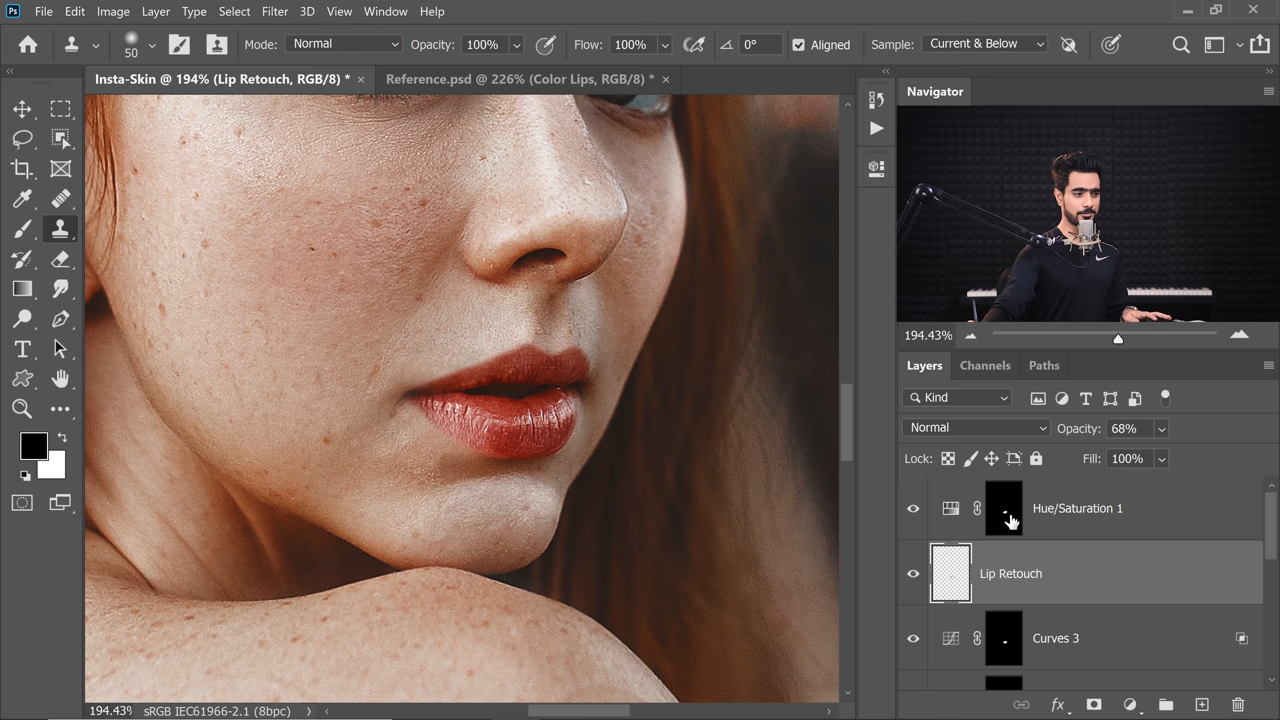 Ps File Edit Image Layer Type Select Filter 3D View Window Help
50 Mode: Normal Opacity: 100% Flow: 100% 0° Aligned Sample: Current & Below
Insta-Skin @ 194% (Lip Retouch, RGB/8) * × Reference.psd @ 226% (Color Lips, RGB/8) * ×
Navigator
194.43%
Layers Channels Paths
Kind
Normal Opacity: 68%
Lock: Fill: 100%
Hue/Saturation 1
Lip Retouch
Curves 3
fx
194.43% sRGB IEC61966-2.1 (8bpc)